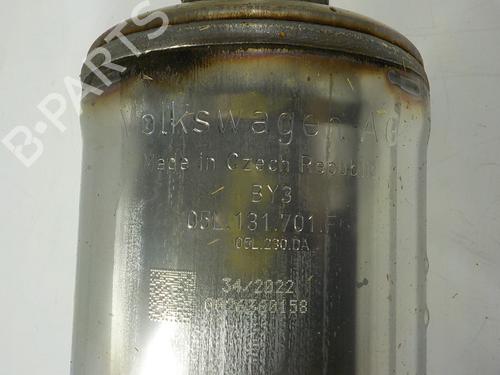 B-PARTS
Volkswagen AG
Made in Czech Republic
BY3
05L.131.701.F
05L.230.DA
34/2022